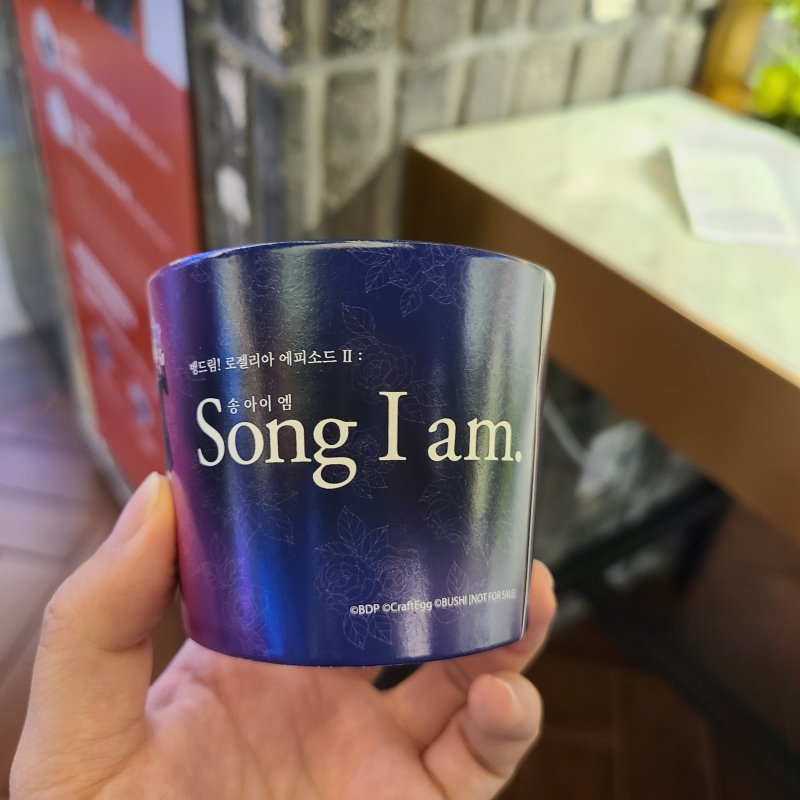 뱅드림! 로젤리아 에피소드 Ⅱ :
송 아이 엠
Song I am.
©BDP ©CraftEgg ©BUSHI [NOT FOR SALE]